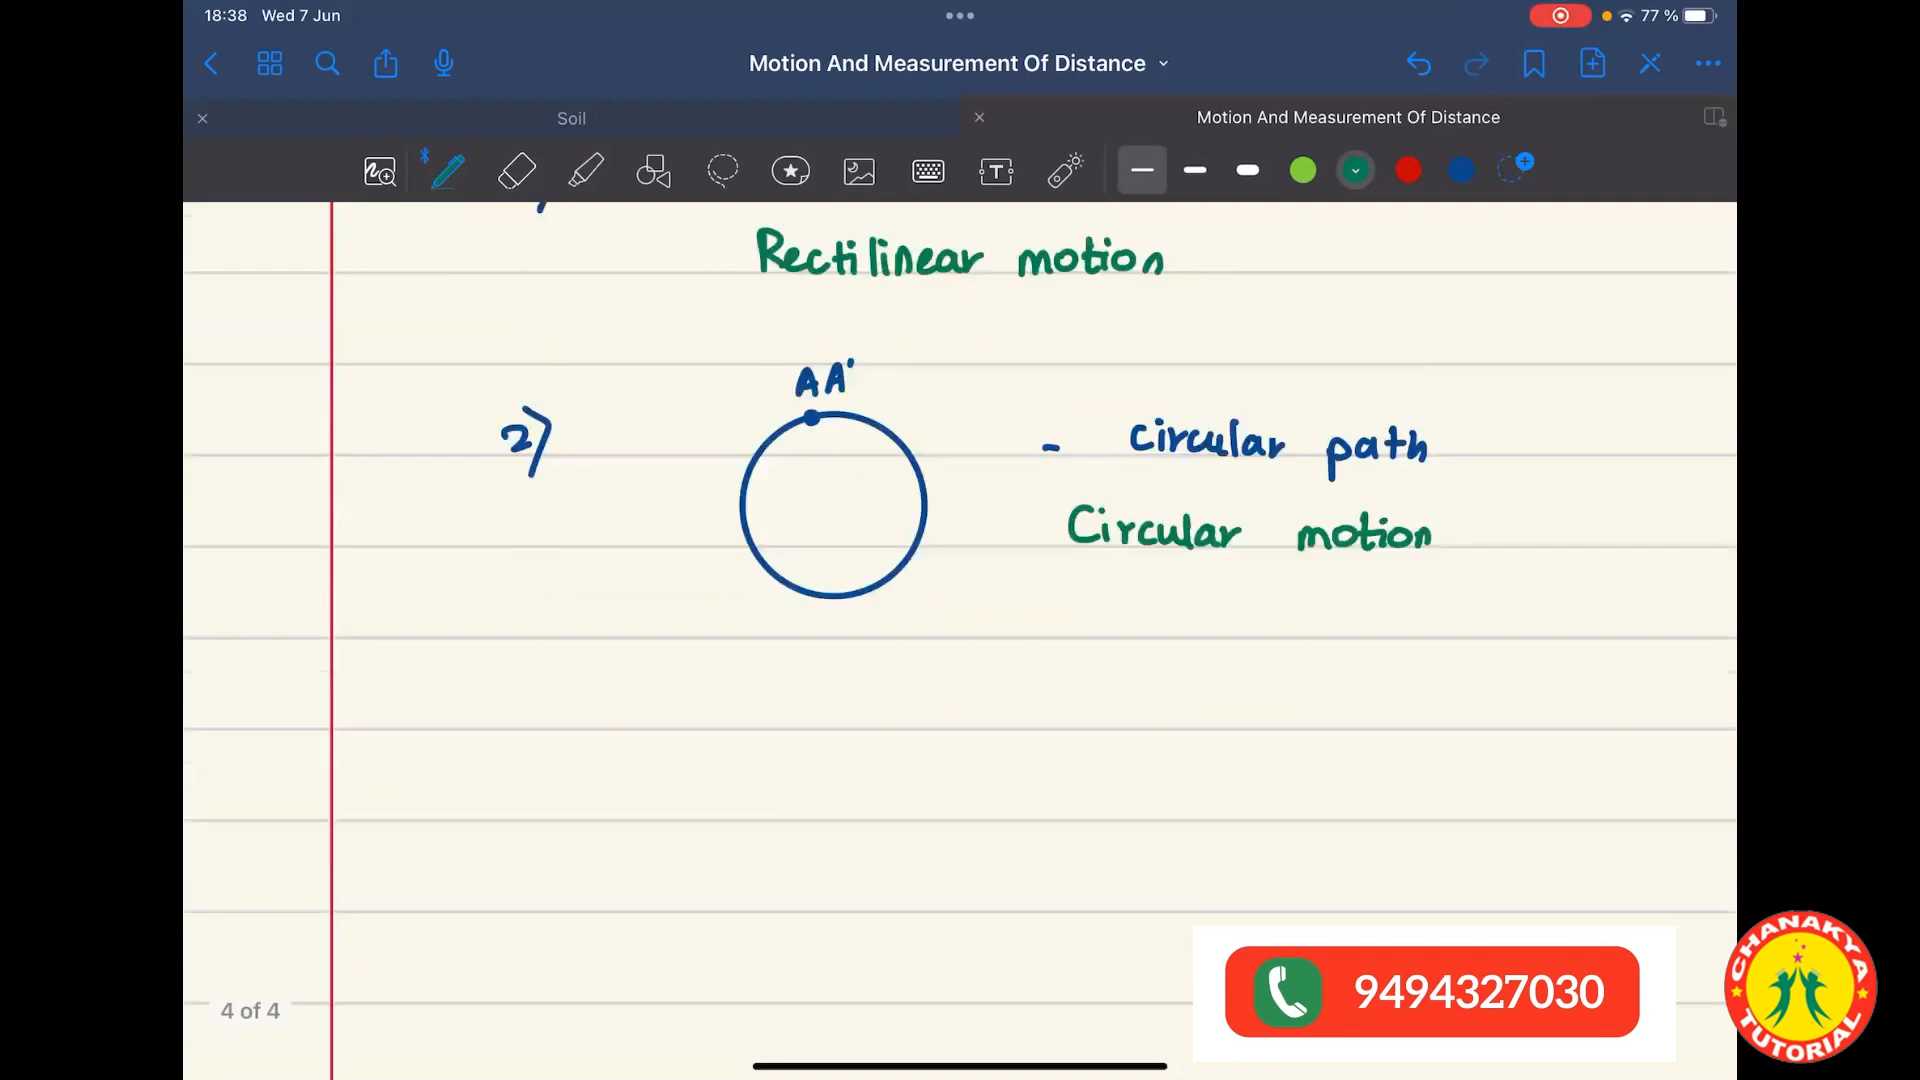 18:38 Wed 7 Jun
77 %
Motion And Measurement Of Distance
Soil
Motion And Measurement Of Distance
Rectilinear motion
A A'
2)
- Circular path
Circular motion
9494327030
CHANAKYA
TUTORIAL
4 of 4